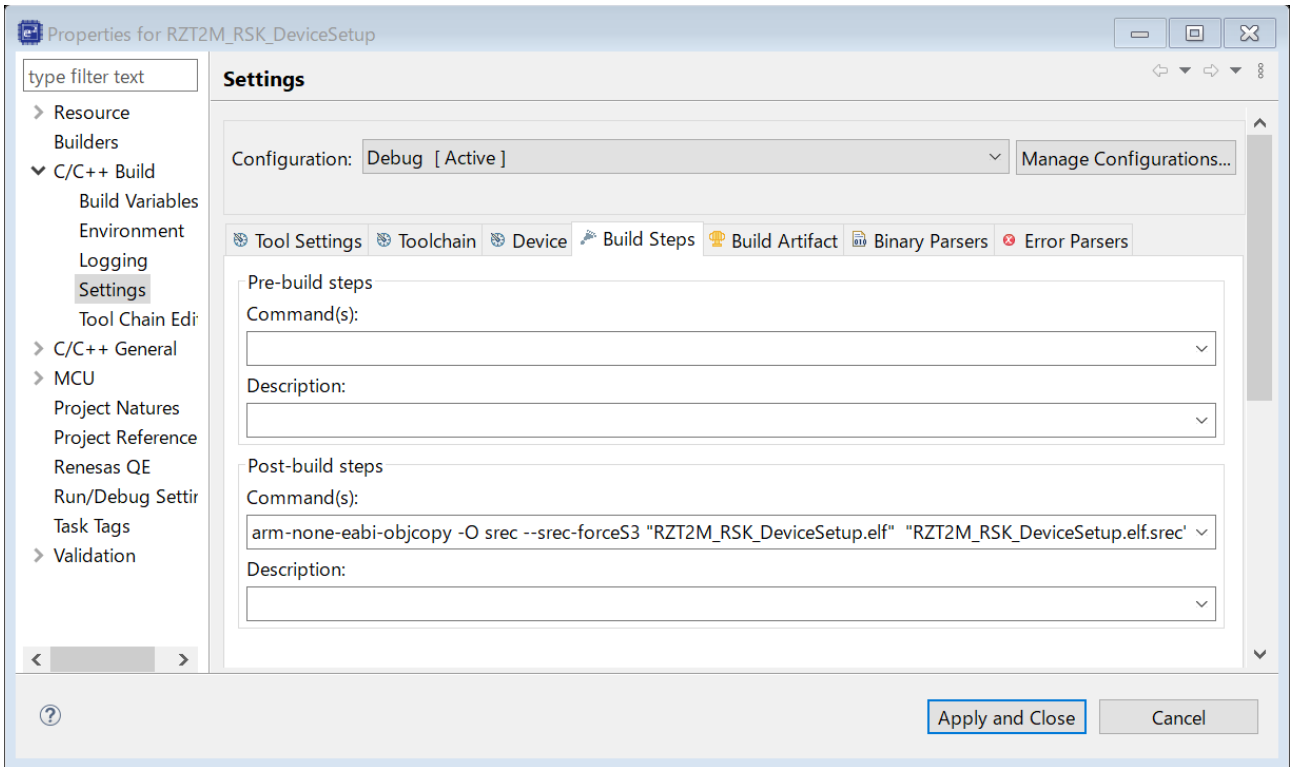 Properties for RZT2M_RSK_DeviceSetup
type filter text
Resource
Builders
C/C++ Build
Build Variables
Environment
Logging
Settings
Tool Chain Edi
C/C++ General
MCU
Project Natures
Project Reference
Renesas QE
Run/Debug Settin
Task Tags
Validation
Settings
Configuration: Debug [ Active ] Manage Configurations...
Tool Settings Toolchain Device Build Steps Build Artifact Binary Parsers Error Parsers
Pre-build steps
Command(s):
Description:
Post-build steps
Command(s):
arm-none-eabi-objcopy -O srec --srec-forceS3 "RZT2M_RSK_DeviceSetup.elf"  "RZT2M_RSK_DeviceSetup.elf.srec"
Description:
Apply and Close Cancel